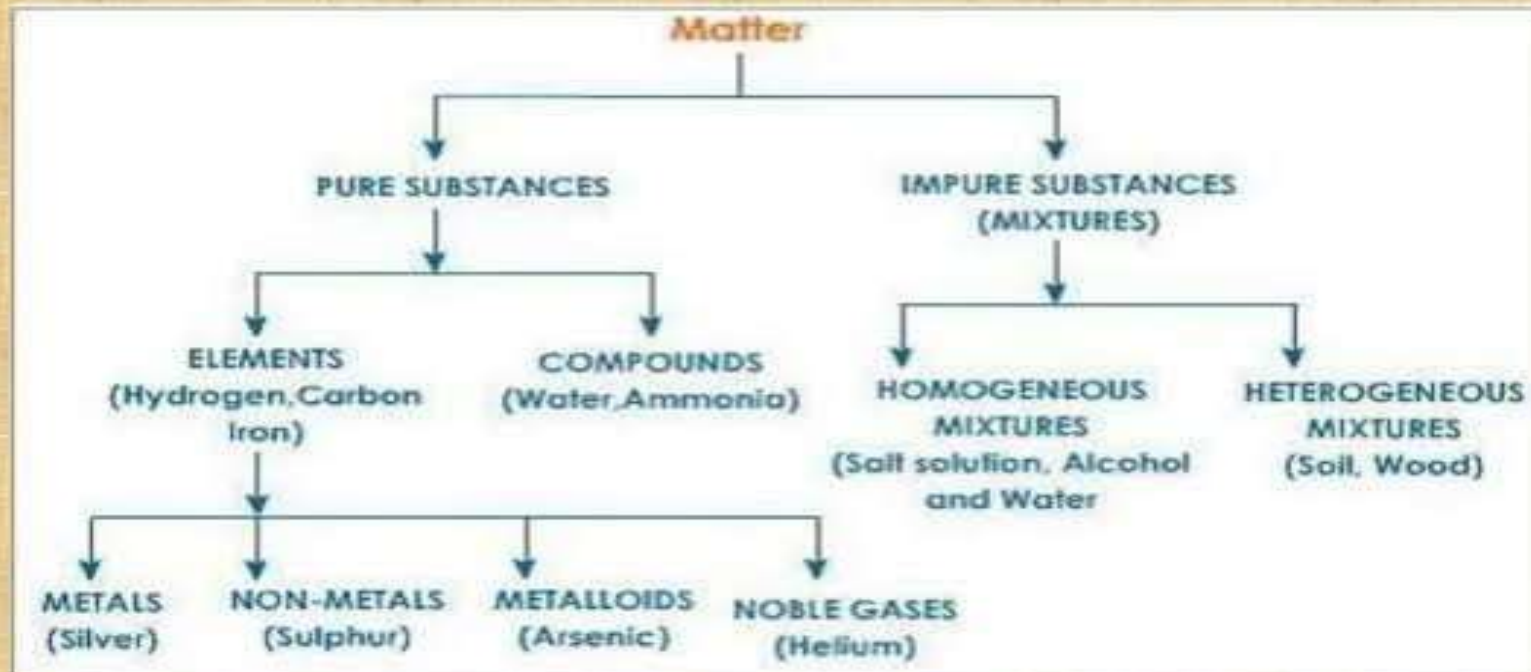 Matter
PURE SUBSTANCES
IMPURE SUBSTANCES
(MIXTURES)
ELEMENTS
(Hydrogen,Carbon
Iron)
COMPOUNDS
(Water,Ammonia)
HOMOGENEOUS
MIXTURES
(Salt solution, Alcohol
and Water
HETEROGENEOUS
MIXTURES
(Soil, Wood)
METALS
(Silver)
NON-METALS
(Sulphur)
METALLOIDS
(Arsenic)
NOBLE GASES
(Helium)